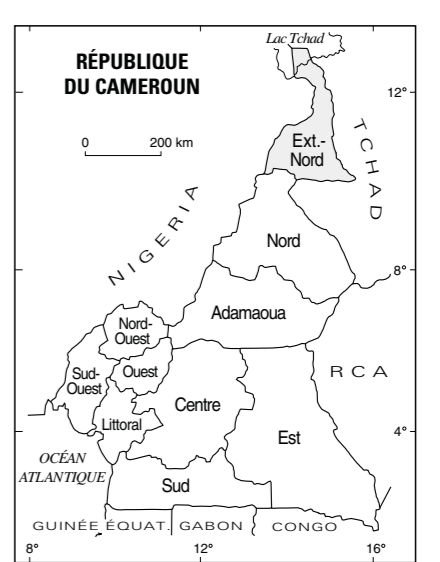 Lac Tchad
RÉPUBLIQUE
DU CAMEROUN
12°
0 200 km
TCHAD
Ext.-
Nord
NIGERIA
Nord
8°
Adamaoua
Nord-
Ouest
Sud-
Ouest
Ouest
RCA
Centre
Littoral
Est
4°
OCÉAN
ATLANTIQUE
Sud
GUINÉE ÉQUAT. GABON CONGO
8° 12° 16°